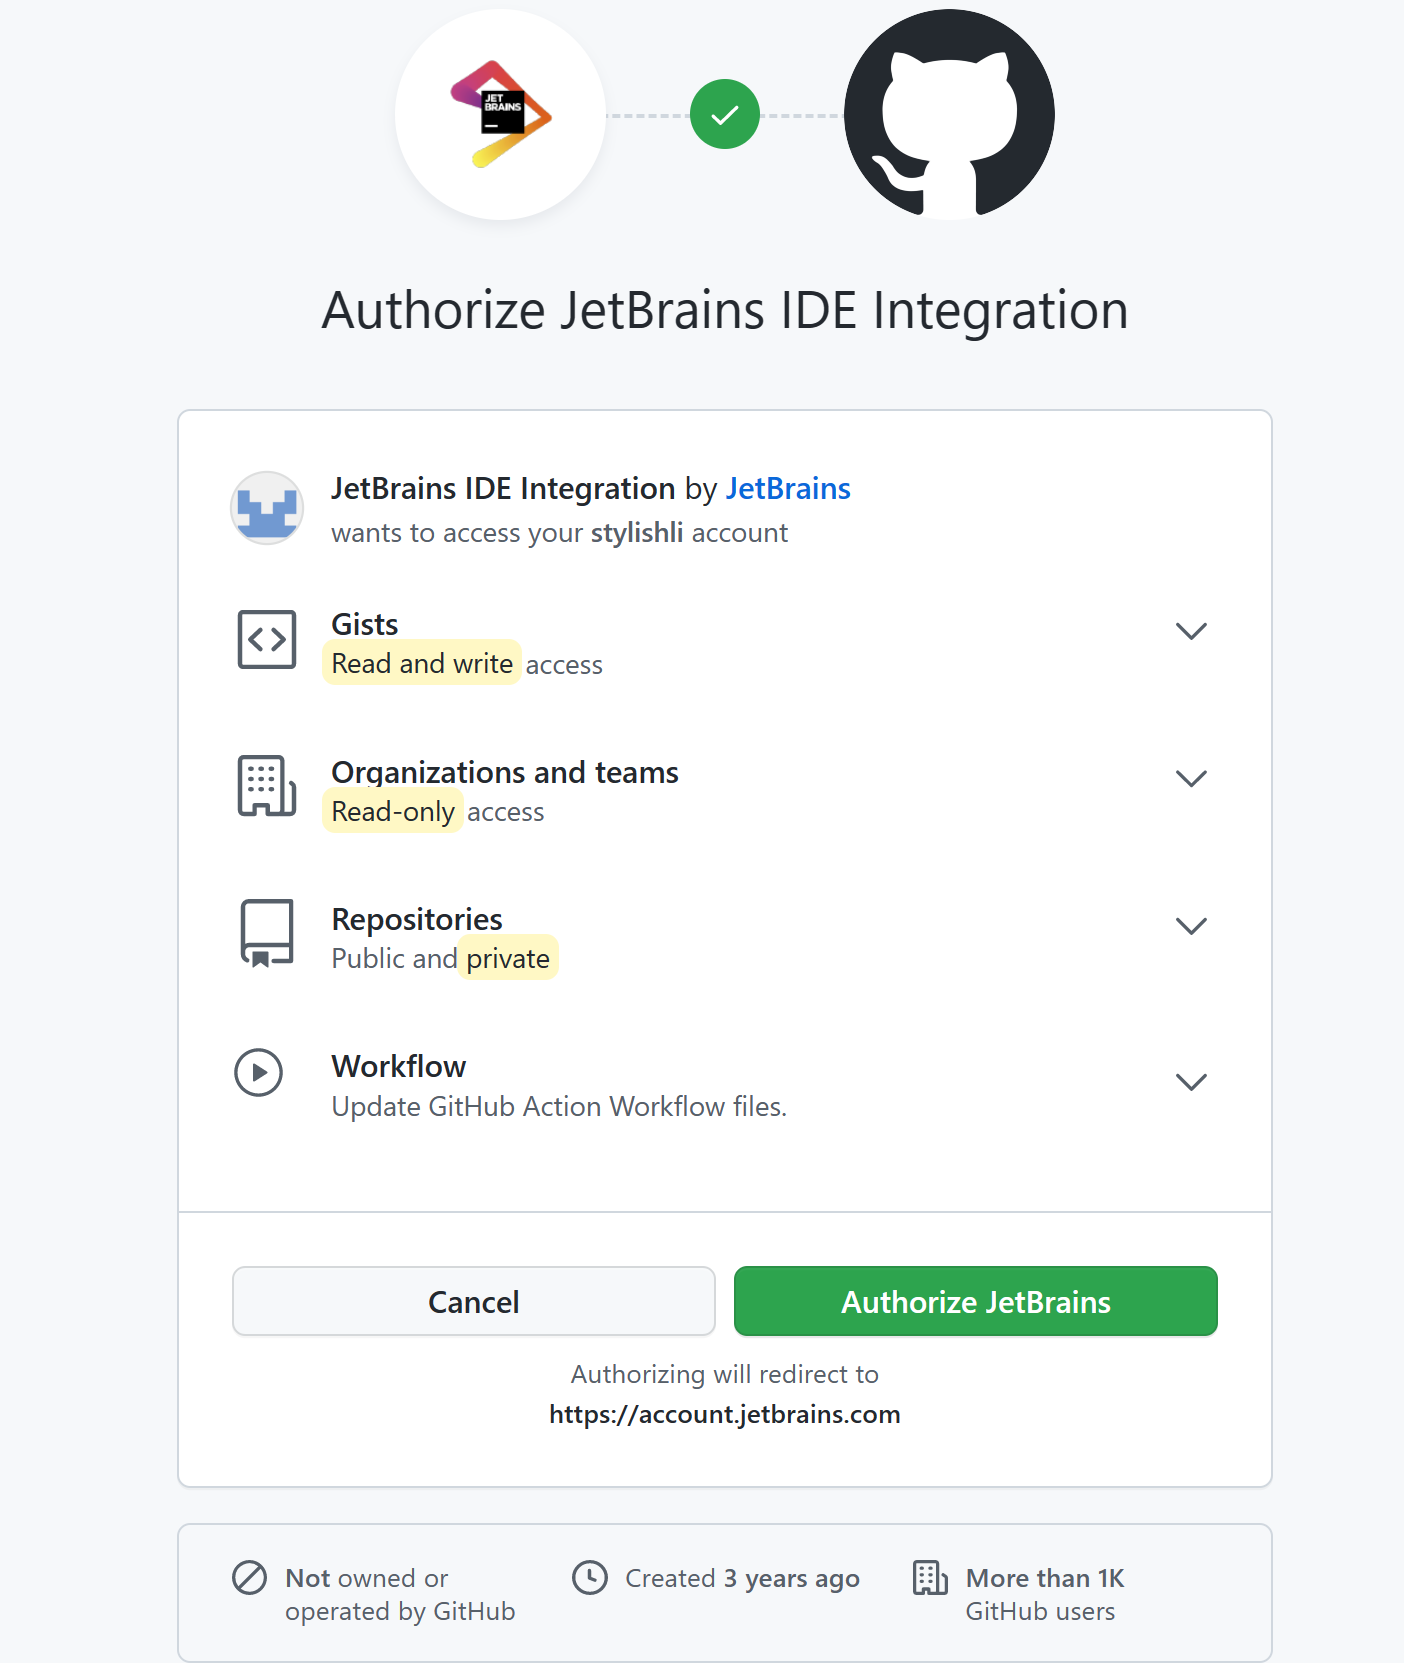 JET
BRAINS
Authorize JetBrains IDE Integration
JetBrains IDE Integration by JetBrains
wants to access your stylishli account
Gists
Read and write access
Organizations and teams
Read-only access
Repositories
Public and private
Workflow
Update GitHub Action Workflow files.
Cancel
Authorize JetBrains
Authorizing will redirect to
https://account.jetbrains.com
Not owned or
operated by GitHub
Created 3 years ago
More than 1K
GitHub users